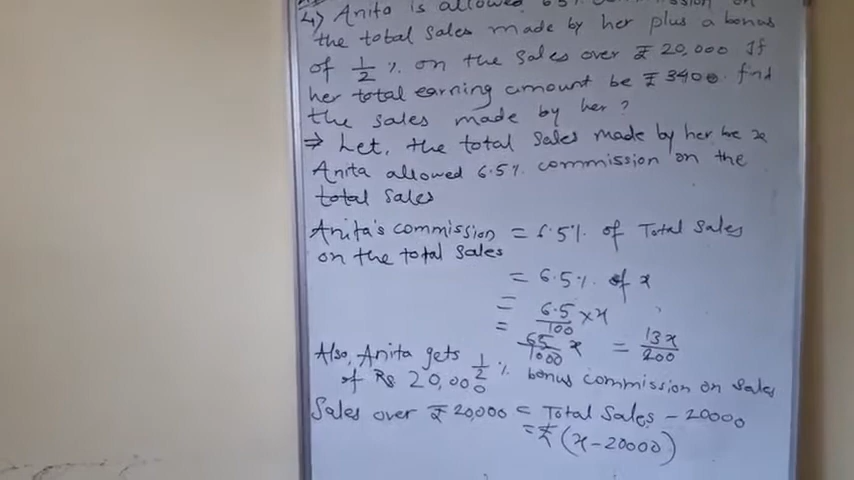 4) Anita is allowed 6.5% commission on
the total sales made by her plus a bonus
of 1/2 % on the sales over ₹ 20,000 If
her total earning amount be ₹ 3400 find
the sales made by her ?
⇒ Let, the total sales made by her be x
Anita allowed 6.5% commission on the
total sales
Anita's commission = 6.5% of Total Sales
on the total sales
= 6.5% of x
= 6.5/100 × x
= 65/1000 x = 13x/200
Also, Anita gets 1/2 % bonus commission on sales
of Rs 20,000
Sales over ₹ 20,000 = Total Sales - 20000
= ₹ (x - 20000)